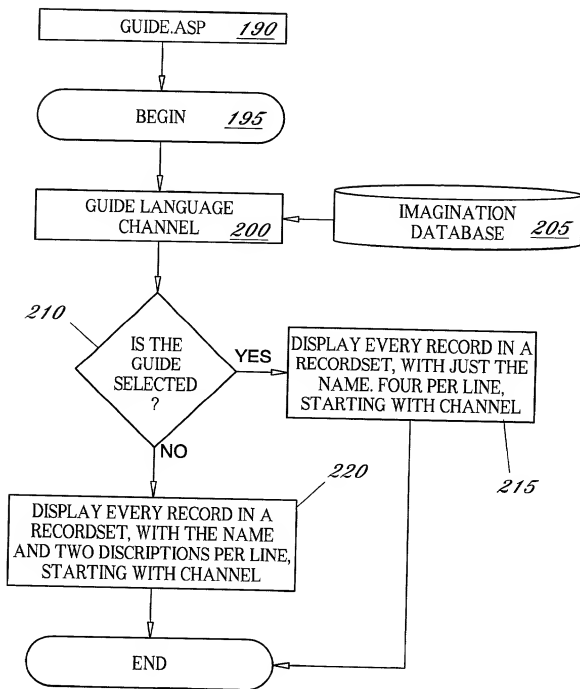 GUIDE.ASP 190
BEGIN 195
GUIDE LANGUAGE
CHANNEL 200
IMAGINATION
DATABASE 205
210
IS THE
GUIDE
SELECTED
?
YES
DISPLAY EVERY RECORD IN A
RECORDSET, WITH JUST THE
NAME. FOUR PER LINE,
STARTING WITH CHANNEL
215
NO
220
DISPLAY EVERY RECORD IN A
RECORDSET, WITH THE NAME
AND TWO DISCRIPTIONS PER LINE,
STARTING WITH CHANNEL
END